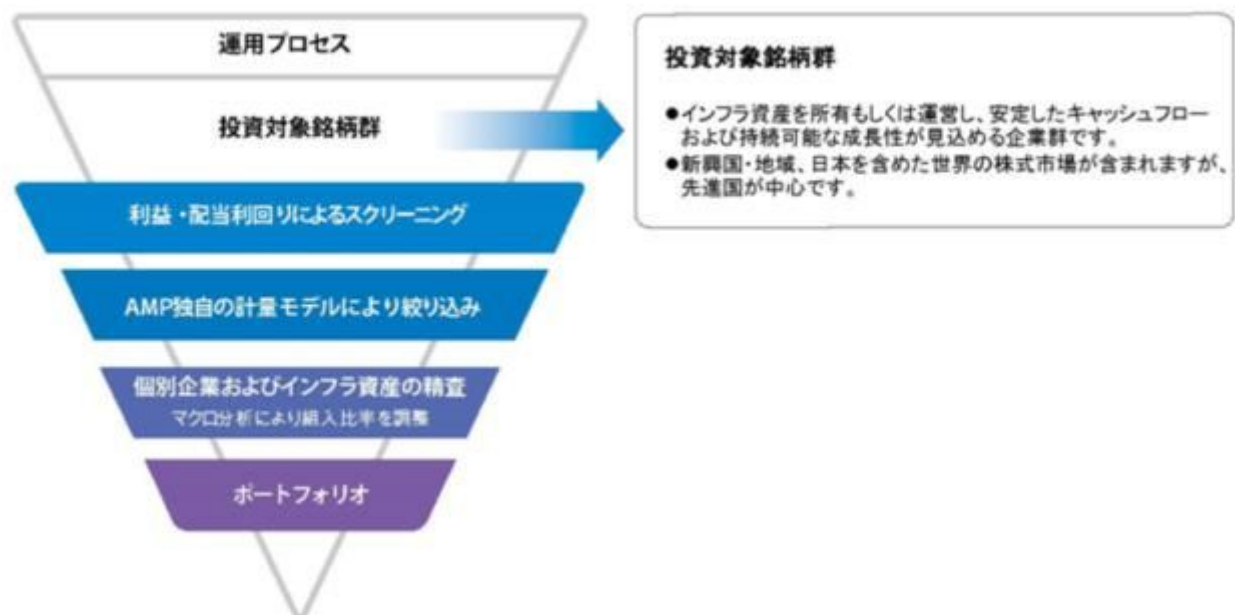 運用プロセス
投資対象銘柄群
利益・配当利回りによるスクリーニング
AMP独自の計量モデルにより絞り込み
個別企業およびインフラ資産の精査
マクロ分析により組入比率を調整
ポートフォリオ
投資対象銘柄群
●インフラ資産を所有もしくは運営し、安定したキャッシュフロー
および持続可能な成長性が見込める企業群です。
●新興国・地域、日本を含めた世界の株式市場が含まれますが、
先進国が中心です。